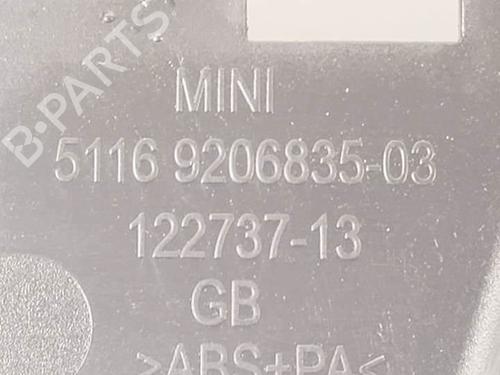 B-PARTS
MINI
5116 9206835-03
122737-13
GB
>ABS+PA<